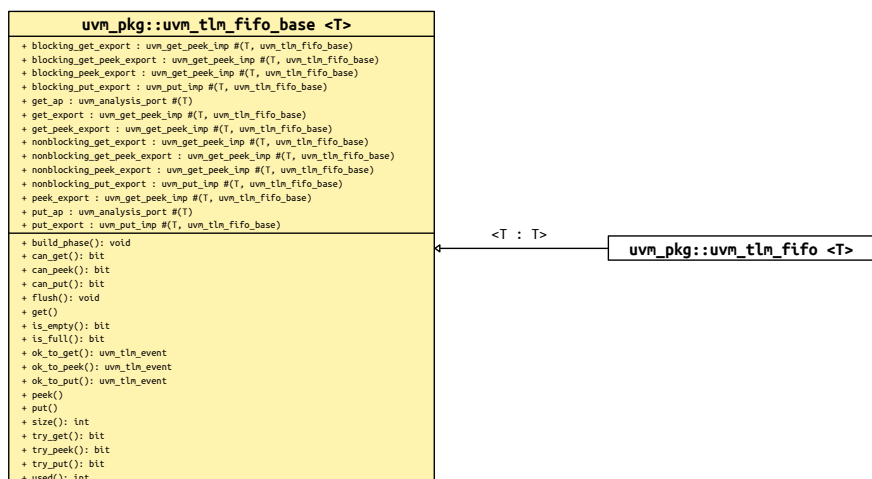 uvm_pkg::uvm_tlm_fifo_base <T>
+ blocking_get_export : uvm_get_peek_imp #(T, uvm_tlm_fifo_base)
+ blocking_get_peek_export : uvm_get_peek_imp #(T, uvm_tlm_fifo_base)
+ blocking_peek_export : uvm_get_peek_imp #(T, uvm_tlm_fifo_base)
+ blocking_put_export : uvm_put_imp #(T, uvm_tlm_fifo_base)
+ get_ap : uvm_analysis_port #(T)
+ get_export : uvm_get_peek_imp #(T, uvm_tlm_fifo_base)
+ get_peek_export : uvm_get_peek_imp #(T, uvm_tlm_fifo_base)
+ nonblocking_get_export : uvm_get_peek_imp #(T, uvm_tlm_fifo_base)
+ nonblocking_get_peek_export : uvm_get_peek_imp #(T, uvm_tlm_fifo_base)
+ nonblocking_peek_export : uvm_get_peek_imp #(T, uvm_tlm_fifo_base)
+ nonblocking_put_export : uvm_put_imp #(T, uvm_tlm_fifo_base)
+ peek_export : uvm_get_peek_imp #(T, uvm_tlm_fifo_base)
+ put_ap : uvm_analysis_port #(T)
+ put_export : uvm_put_imp #(T, uvm_tlm_fifo_base)
+ build_phase(): void
+ can_get(): bit
+ can_peek(): bit
+ can_put(): bit
+ flush(): void
+ get()
+ is_empty(): bit
+ is_full(): bit
+ ok_to_get(): uvm_tlm_event
+ ok_to_peek(): uvm_tlm_event
+ ok_to_put(): uvm_tlm_event
+ peek()
+ put()
+ size(): int
+ try_get(): bit
+ try_peek(): bit
+ try_put(): bit
+ used(): int
<T : T>
uvm_pkg::uvm_tlm_fifo <T>